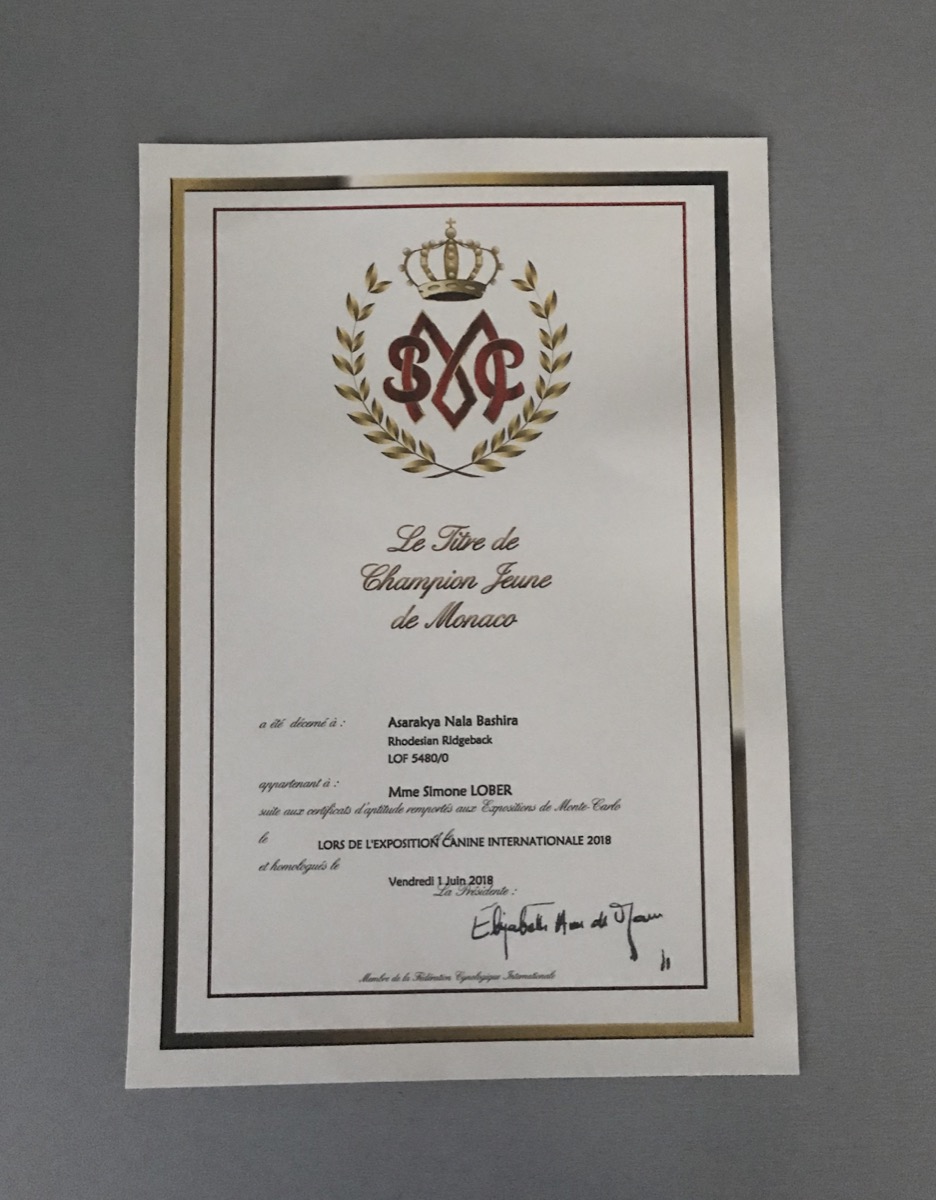 SMCP
Le Titre de
Champion Jeune
de Monaco
a été décerné à : Asarakya Nala Bashira
Rhodesian Ridgeback
LOF 5480/0
appartenant à : Mme Simone LOBER
suite aux certificats d'aptitude remportés aux Expositions de Monte-Carlo
le LORS DE L'EXPOSITION CANINE INTERNATIONALE 2018
et homologués le
Vendredi 1 Juin 2018
La Présidente :
Membre de la Fédération Cynologique Internationale